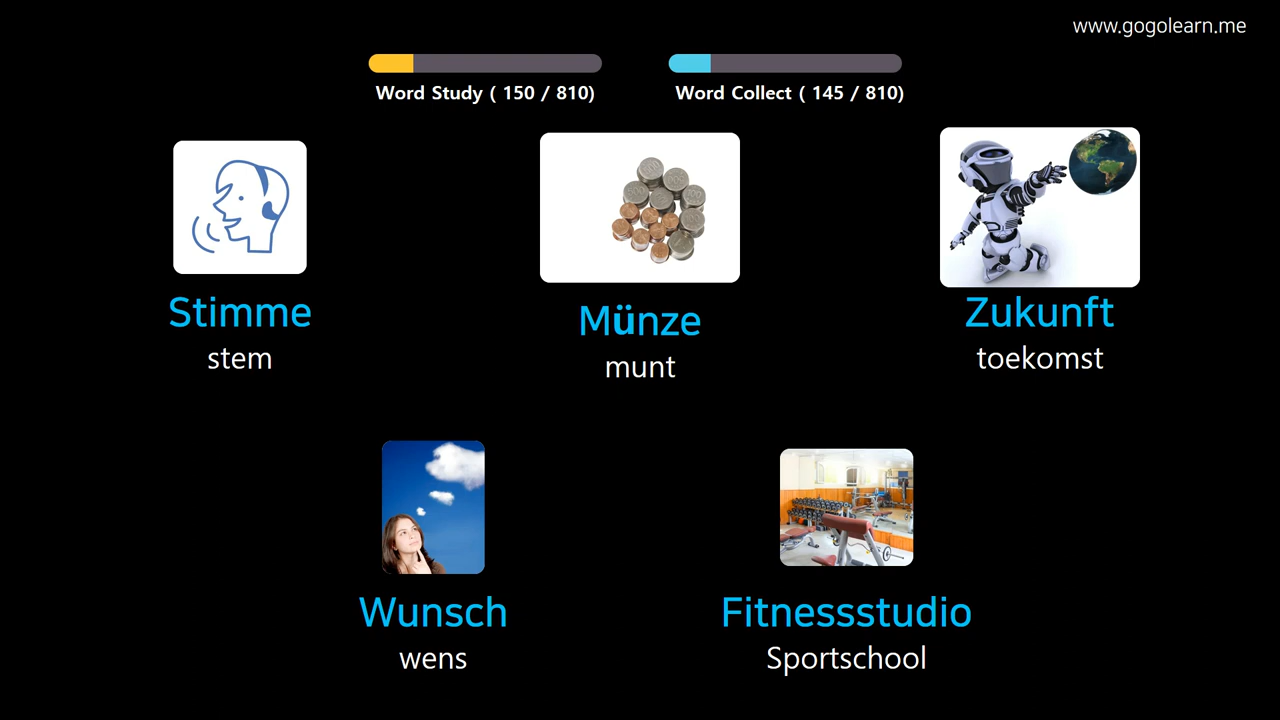 www.gogolearn.me
Word Study ( 150 / 810)
Word Collect ( 145 / 810)
Stimme
stem
Münze
munt
Zukunft
toekomst
Wunsch
wens
Fitnessstudio
Sportschool